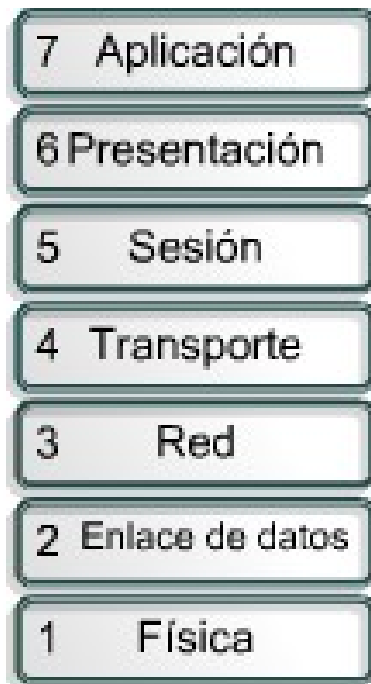 7 Aplicación
6 Presentación
5 Sesión
4 Transporte
3 Red
2 Enlace de datos
1 Física